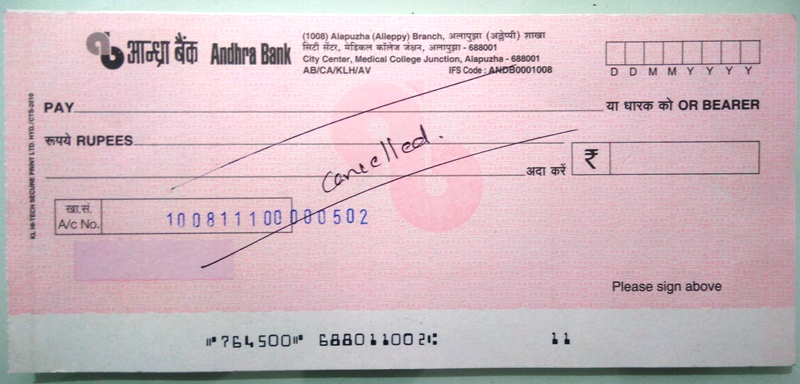 आन्ध्रा बैंक Andhra Bank
(1008) Alapuzha (Alleppy) Branch, अलापुझा (अल्लेप्पी) शाखा
सिटी सेंटर, मेडिकल कॉलेज जंक्शन, अलापुझा - 688001
City Center, Medical College Junction, Alapuzha - 688001
AB/CA/KLH/AV IFS Code : ANDB0001008
D D M M Y Y Y Y
PAY या धारक को OR BEARER
रूपये RUPEES
Cancelled.
अदा करें ₹
खा.सं.
A/c No. 100811100000502
KL HI-TECH SECURE PRINT LTD. HYD./CTS-2010
Please sign above
⑈764500⑈ 688011002⑆ 11